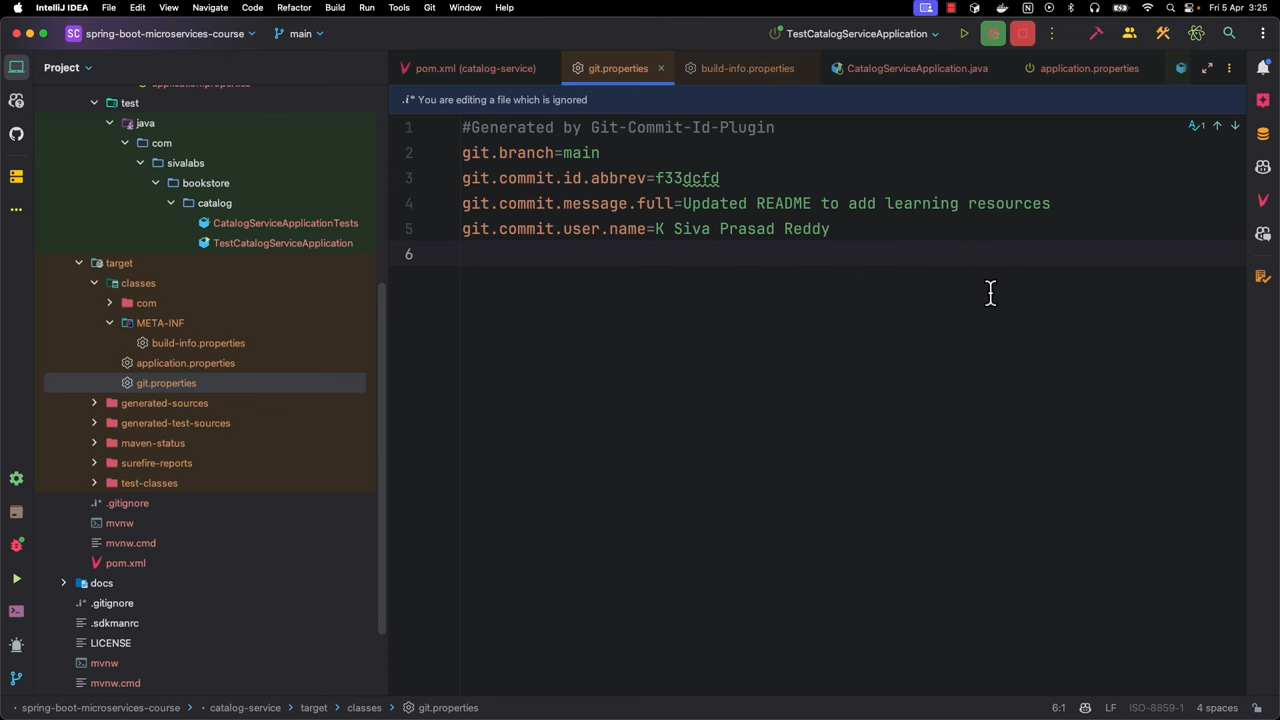 IntelliJ IDEA File Edit View Navigate Code Refactor Build Run Tools Git Window Help Fri 5 Apr 3:25
SC spring-boot-microservices-course main TestCatalogServiceApplication
Project
pom.xml (catalog-service) git.properties build-info.properties CatalogServiceApplication.java application.properties
You are editing a file which is ignored
test
java
com
sivalabs
bookstore
catalog
CatalogServiceApplicationTests
TestCatalogServiceApplication
target
classes
com
META-INF
build-info.properties
application.properties
git.properties
generated-sources
generated-test-sources
maven-status
surefire-reports
test-classes
.gitignore
mvnw
mvnw.cmd
pom.xml
docs
.gitignore
.sdkmanrc
LICENSE
mvnw
mvnw.cmd
1 #Generated by Git-Commit-Id-Plugin
2 git.branch=main
3 git.commit.id.abbrev=f33dcfd
4 git.commit.message.full=Updated README to add learning resources
5 git.commit.user.name=K Siva Prasad Reddy
6
1
spring-boot-microservices-course catalog-service target classes git.properties 6:1 LF ISO-8859-1 4 spaces